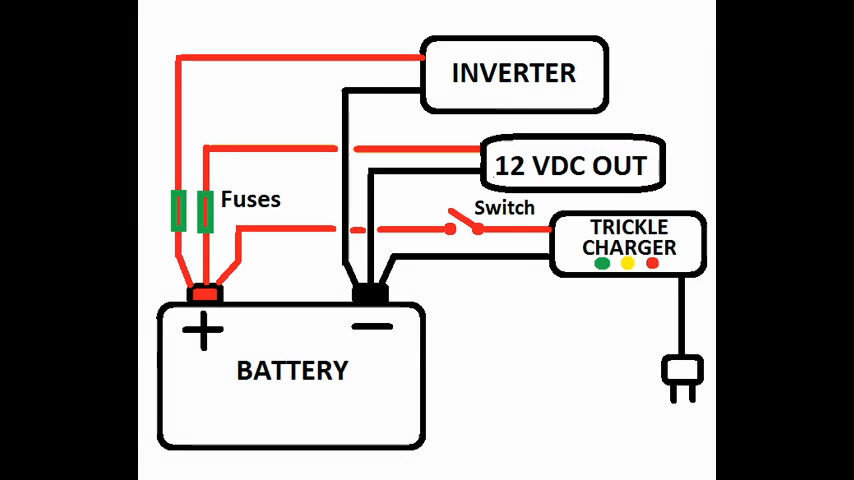 INVERTER
12 VDC OUT
Fuses
Switch
TRICKLE
CHARGER
+ −
BATTERY